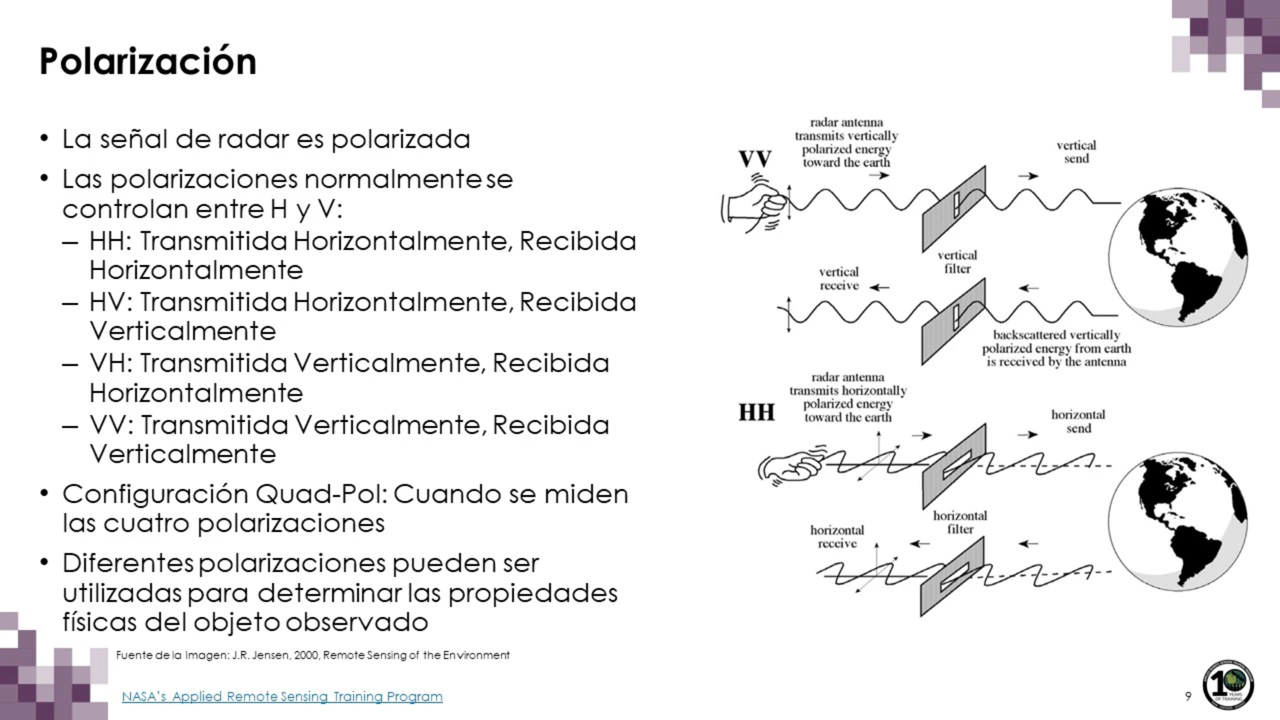 Polarización
• La señal de radar es polarizada
• Las polarizaciones normalmente se
controlan entre H y V:
– HH: Transmitida Horizontalmente, Recibida
Horizontalmente
– HV: Transmitida Horizontalmente, Recibida
Verticalmente
– VH: Transmitida Verticalmente, Recibida
Horizontalmente
– VV: Transmitida Verticalmente, Recibida
Verticalmente
• Configuración Quad-Pol: Cuando se miden
las cuatro polarizaciones
• Diferentes polarizaciones pueden ser
utilizadas para determinar las propiedades
físicas del objeto observado
VV
radar antenna
transmits vertically
polarized energy
toward the earth
vertical
send
vertical
filter
vertical
receive
backscattered vertically
polarized energy from earth
is received by the antenna
HH
radar antenna
transmits horizontally
polarized energy
toward the earth
horizontal
send
horizontal
filter
horizontal
receive
Fuente de la Imagen: J.R. Jensen, 2000, Remote Sensing of the Environment
NASA's Applied Remote Sensing Training Program
9
10
YEARS
OF TRAINING